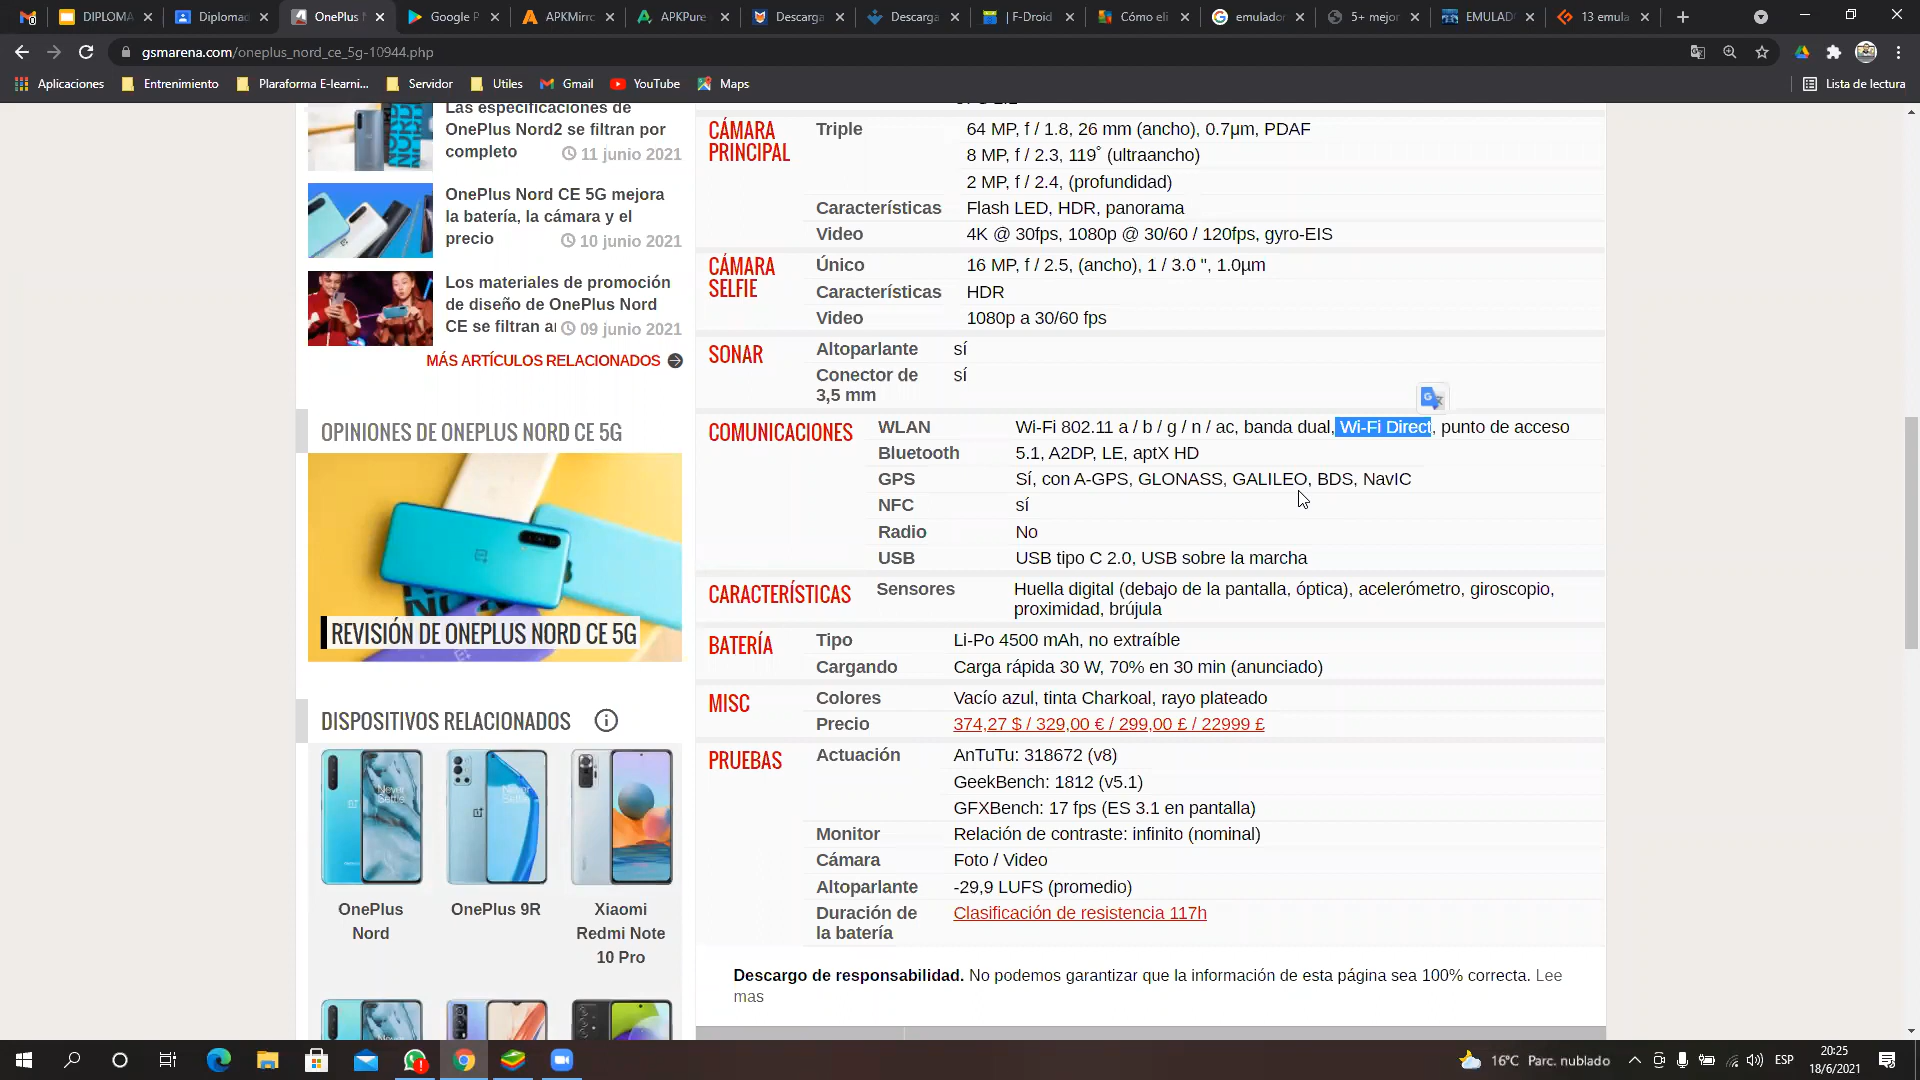 DIPLOMA
Diplomad
OnePlus N
Google P
APKMirro
APKPure
Descarga
Descarga
| F-Droid
Cómo eli
emulador
5+ mejor
EMULADO
13 emula
gsmarena.com/oneplus_nord_ce_5g-10944.php
Aplicaciones
Entrenimiento
Plaraforma E-learni...
Servidor
Utiles
Gmail
YouTube
Maps
Lista de lectura
Las especificaciones de
OnePlus Nord2 se filtran por
completo
11 junio 2021
OnePlus Nord CE 5G mejora
la batería, la cámara y el
precio
10 junio 2021
Los materiales de promoción
de diseño de OnePlus Nord
CE se filtran
09 junio 2021
MÁS ARTÍCULOS RELACIONADOS
OPINIONES DE ONEPLUS NORD CE 5G
REVISIÓN DE ONEPLUS NORD CE 5G
DISPOSITIVOS RELACIONADOS
OnePlus
Nord
OnePlus 9R
Xiaomi
Redmi Note
10 Pro
CÁMARA
PRINCIPAL
Triple
64 MP, f / 1.8, 26 mm (ancho), 0.7μm, PDAF
8 MP, f / 2.3, 119˚ (ultraancho)
2 MP, f / 2.4, (profundidad)
Características
Flash LED, HDR, panorama
Video
4K @ 30fps, 1080p @ 30/60 / 120fps, gyro-EIS
CÁMARA
SELFIE
Único
16 MP, f / 2.5, (ancho), 1 / 3.0 ", 1.0μm
Características
HDR
Video
1080p a 30/60 fps
SONAR
Altoparlante
sí
Conector de
3,5 mm
sí
COMUNICACIONES
WLAN
Wi-Fi 802.11 a / b / g / n / ac, banda dual, Wi-Fi Direct, punto de acceso
Bluetooth
5.1, A2DP, LE, aptX HD
GPS
Sí, con A-GPS, GLONASS, GALILEO, BDS, NavIC
NFC
sí
Radio
No
USB
USB tipo C 2.0, USB sobre la marcha
CARACTERÍSTICAS
Sensores
Huella digital (debajo de la pantalla, óptica), acelerómetro, giroscopio,
proximidad, brújula
BATERÍA
Tipo
Li-Po 4500 mAh, no extraíble
Cargando
Carga rápida 30 W, 70% en 30 min (anunciado)
MISC
Colores
Vacío azul, tinta Charkoal, rayo plateado
Precio
374,27 $ / 329,00 € / 299,00 £ / 22999 £
PRUEBAS
Actuación
AnTuTu: 318672 (v8)
GeekBench: 1812 (v5.1)
GFXBench: 17 fps (ES 3.1 en pantalla)
Monitor
Relación de contraste: infinito (nominal)
Cámara
Foto / Video
Altoparlante
-29,9 LUFS (promedio)
Duración de
la batería
Clasificación de resistencia 117h
Descargo de responsabilidad. No podemos garantizar que la información de esta página sea 100% correcta. Lee
mas
16°C Parc. nublado
ESP
20:25
18/6/2021